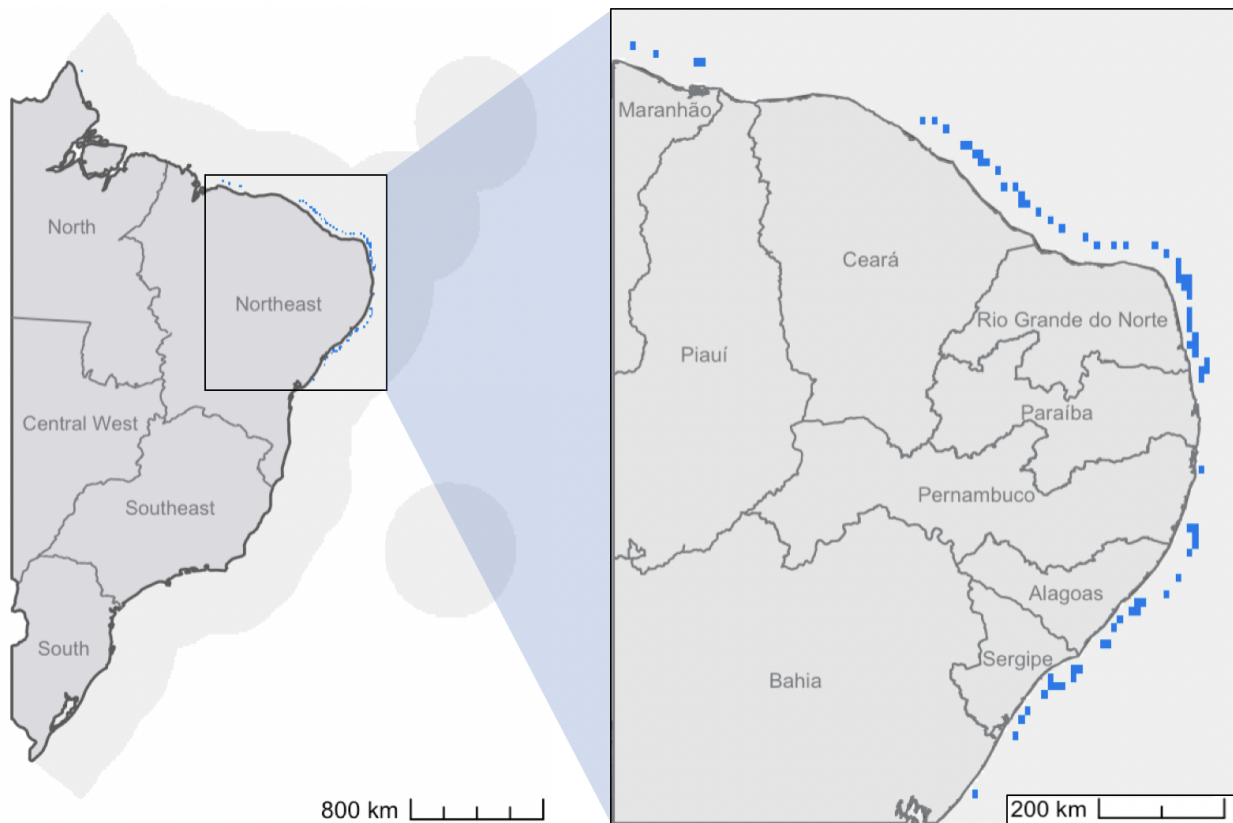 North
Northeast
Central West
Southeast
South
800 km
Maranhão
Ceará
Rio Grande do Norte
Piauí
Paraíba
Pernambuco
Alagoas
Sergipe
Bahia
200 km